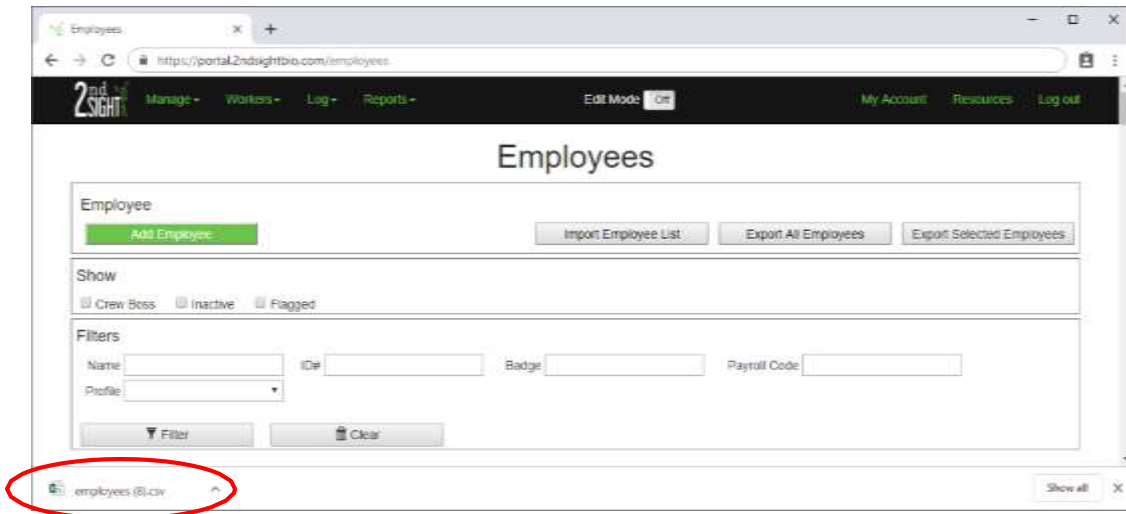 Employees
https://portal.2ndsightbio.com/employees
2nd SIGHT Manage Workers Log Reports Edit Mode Off My Account Resources Log out
Employees
Employee
Add Employee Import Employee List Export All Employees Export Selected Employees
Show
Crew Boss Inactive Flagged
Filters
Name ID# Badge Payroll Code
Profile
Filter Clear
employees (8).csv Show all